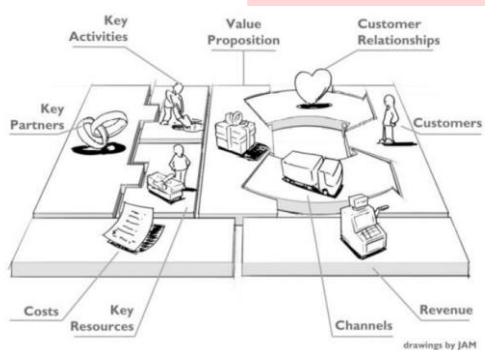 Key
Activities
Value
Proposition
Customer
Relationships
Key
Partners
Customers
Costs
Key
Resources
Channels
Revenue
drawings by JAM